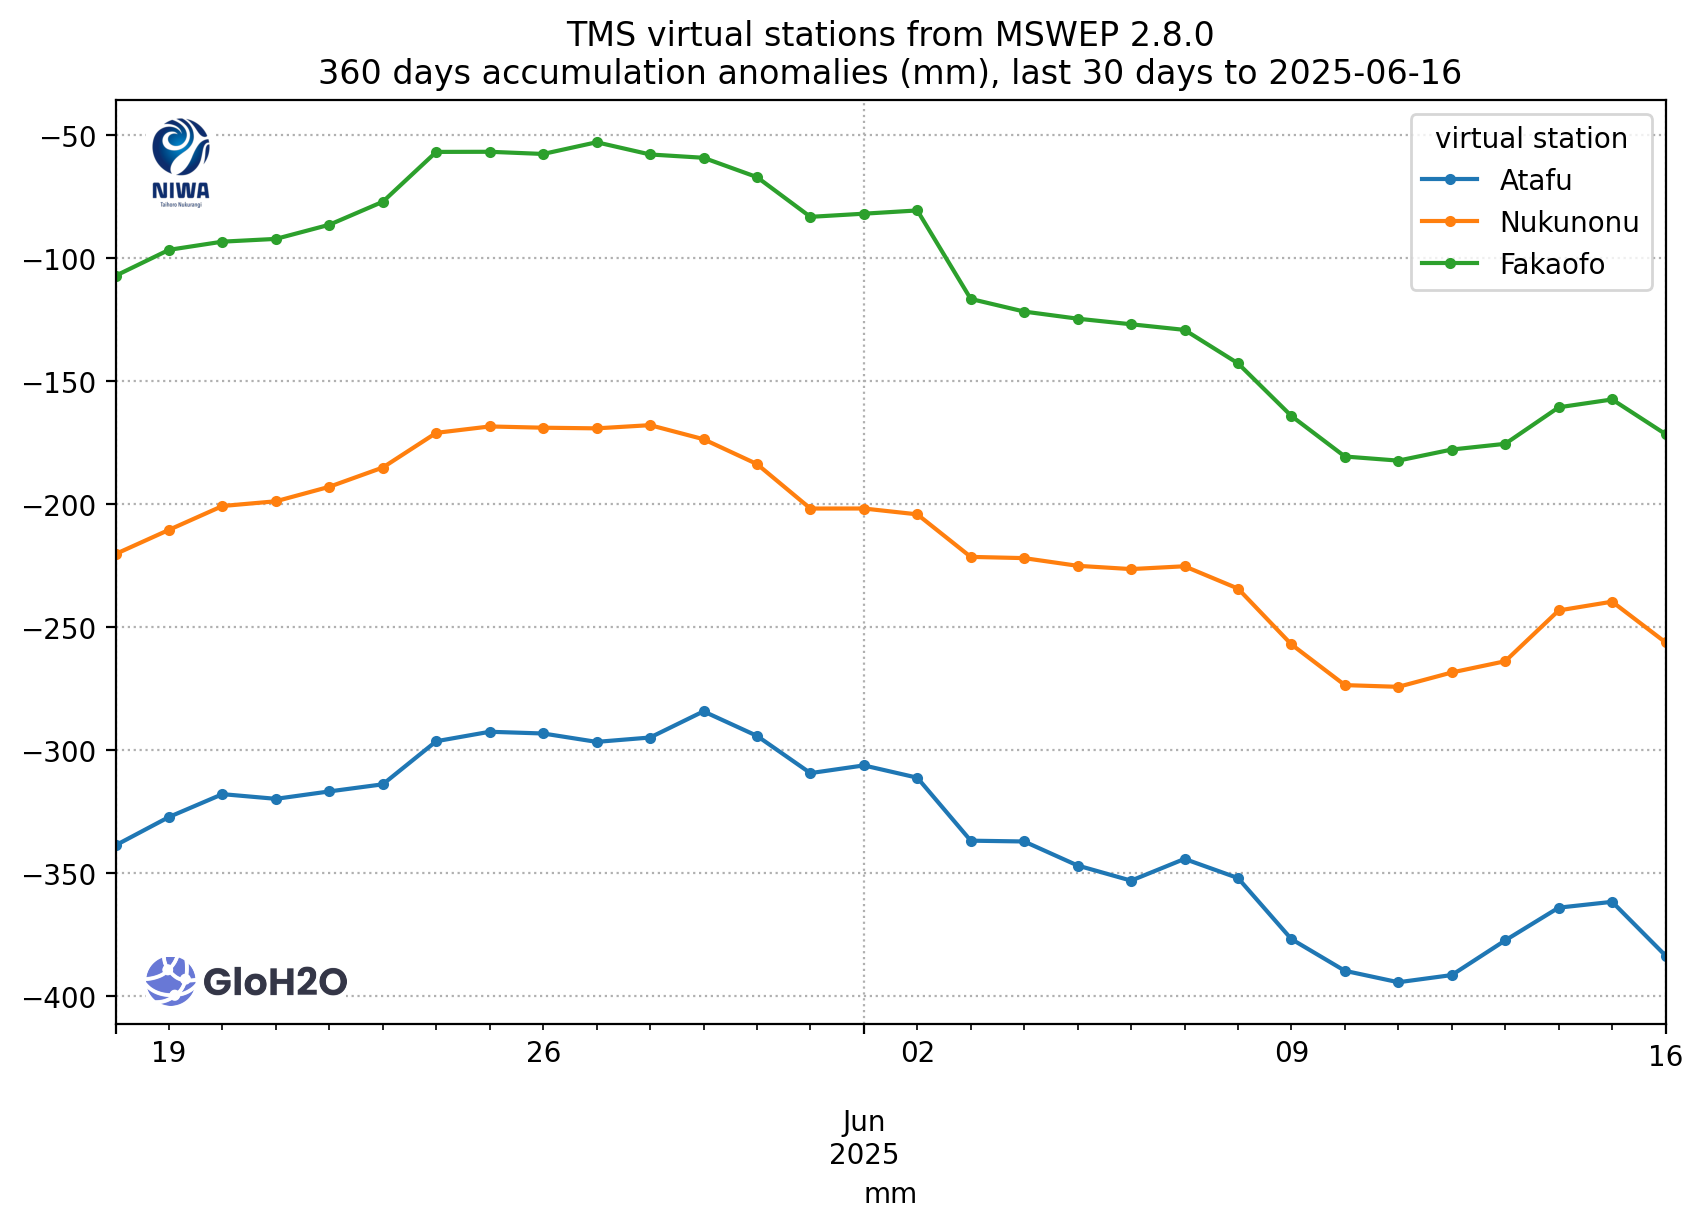 TMS virtual stations from MSWEP 2.8.0
360 days accumulation anomalies (mm), last 30 days to 2025-06-16
−50
−100
−150
−200
−250
−300
−350
−400
NIWA
Taihoro Nukurangi
virtual station
Atafu
Nukunonu
Fakaofo
GloH2O
19
26
02
09
16
Jun
2025
mm